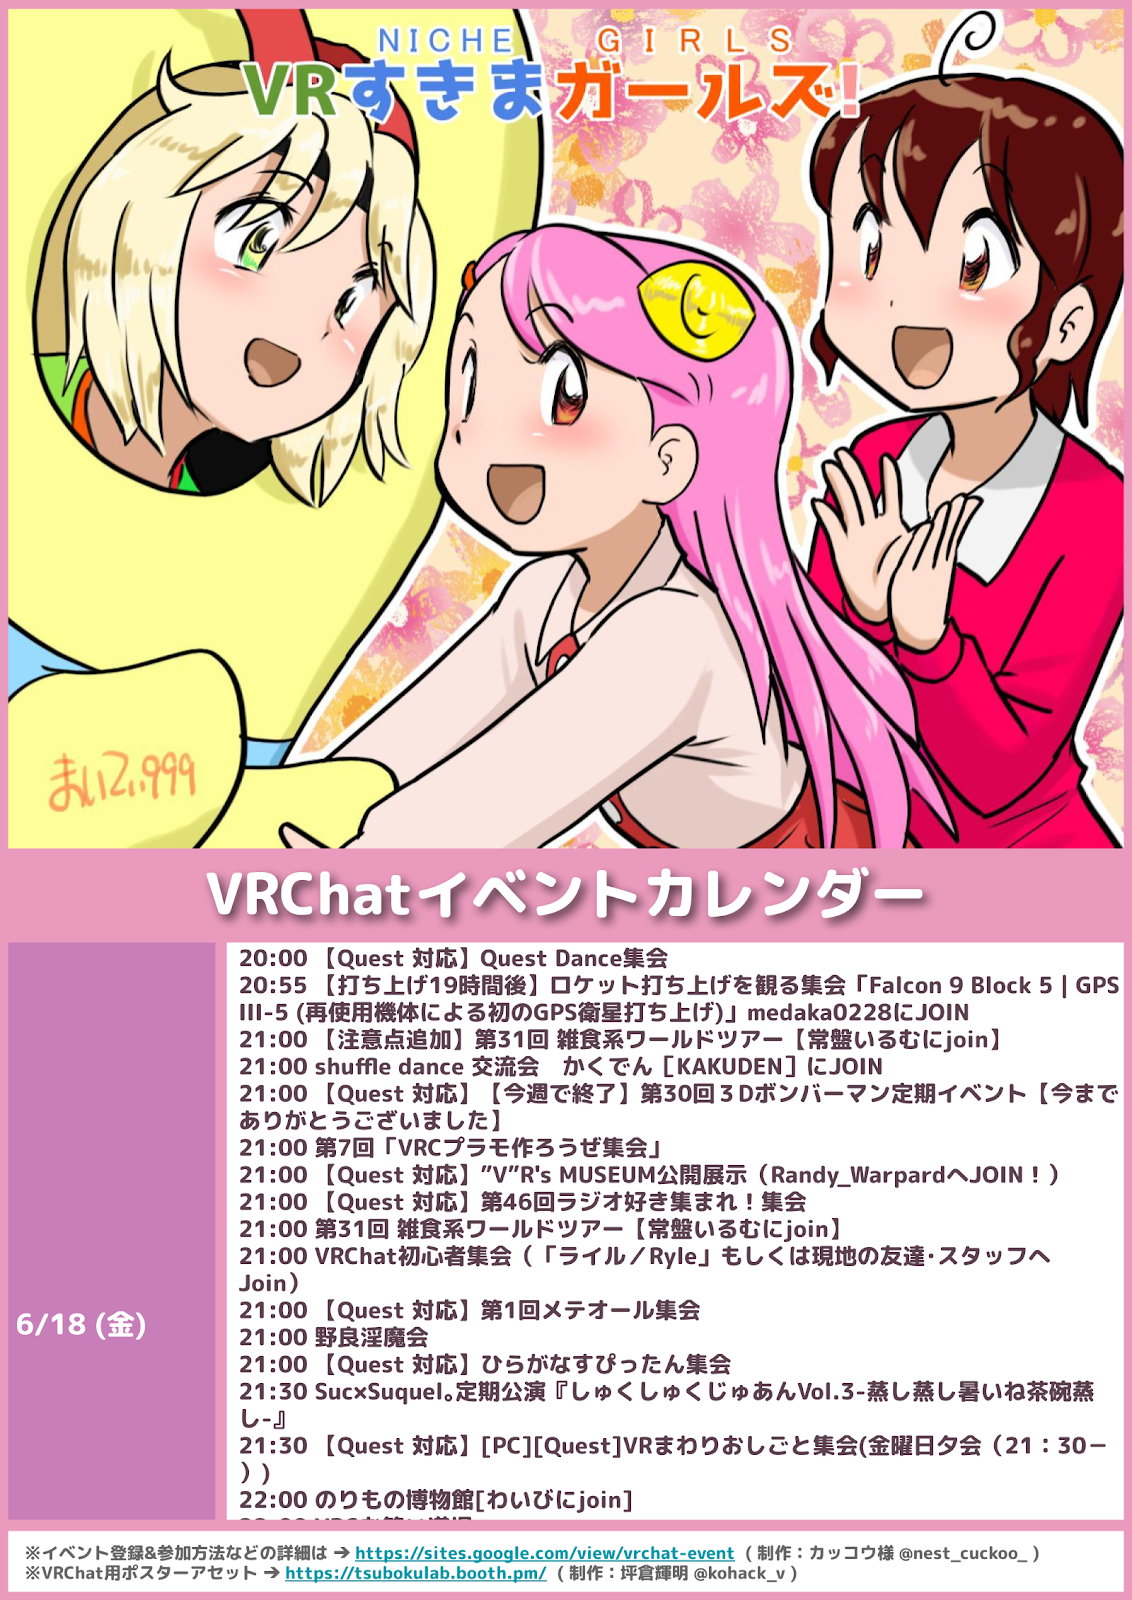 NICHE GIRLS
VRすきまガールズ!
まいてぃ999
VRChatイベントカレンダー
6/18 (金)
20:00 【Quest 対応】Quest Dance集会
20:55 【打ち上げ19時間後】ロケット打ち上げを観る集会「Falcon 9 Block 5 | GPS
III-5 (再使用機体による初のGPS衛星打ち上げ)」medaka0228にJOIN
21:00 【注意点追加】第31回 雑食系ワールドツアー【常盤いるむにjoin】
21:00 shuffle dance 交流会　かくでん［KAKUDEN］にJOIN
21:00 【Quest 対応】【今週で終了】第30回３Dボンバーマン定期イベント【今まで
ありがとうございました】
21:00 第7回「VRCプラモ作ろうぜ集会」
21:00 【Quest 対応】”V”R's MUSEUM公開展示（Randy_WarpardへJOIN！）
21:00 【Quest 対応】第46回ラジオ好き集まれ！集会
21:00 第31回 雑食系ワールドツアー【常盤いるむにjoin】
21:00 VRChat初心者集会（「ライル／Ryle」もしくは現地の友達･スタッフへ
Join）
21:00 【Quest 対応】第1回メテオール集会
21:00 野良淫魔会
21:00 【Quest 対応】ひらがなすぴったん集会
21:30 Suc×Suquel。定期公演『しゅくしゅくじゅあんVol.3-蒸し蒸し暑いね茶碗蒸
し-』
21:30 【Quest 対応】[PC][Quest]VRまわりおしごと集会(金曜日夕会（21：30－
）)
22:00 のりもの博物館[わいびにjoin]
※イベント登録&参加方法などの詳細は → https://sites.google.com/view/vrchat-event ( 制作：カッコウ様 @nest_cuckoo_ )
※VRChat用ポスターアセット → https://tsubokulab.booth.pm/ ( 制作：坪倉輝明 @kohack_v )